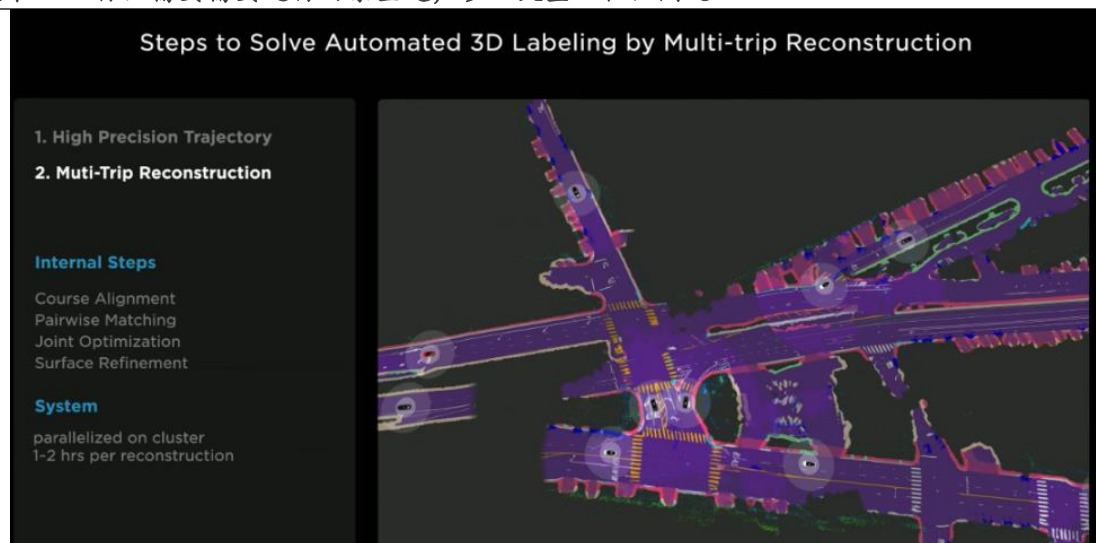 Steps to Solve Automated 3D Labeling by Multi-trip Reconstruction
1. High Precision Trajectory
2. Muti-Trip Reconstruction
Internal Steps
Course Alignment
Pairwise Matching
Joint Optimization
Surface Refinement
System
parallelized on cluster
1-2 hrs per reconstruction